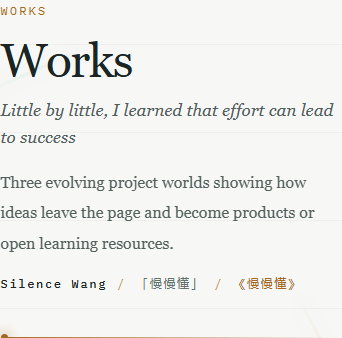 WORKS
Works
Little by little, I learned that effort can lead
to success
Three evolving project worlds showing how
ideas leave the page and become products or
open learning resources.
Silence Wang / 「慢慢懂」 / 《慢慢懂》